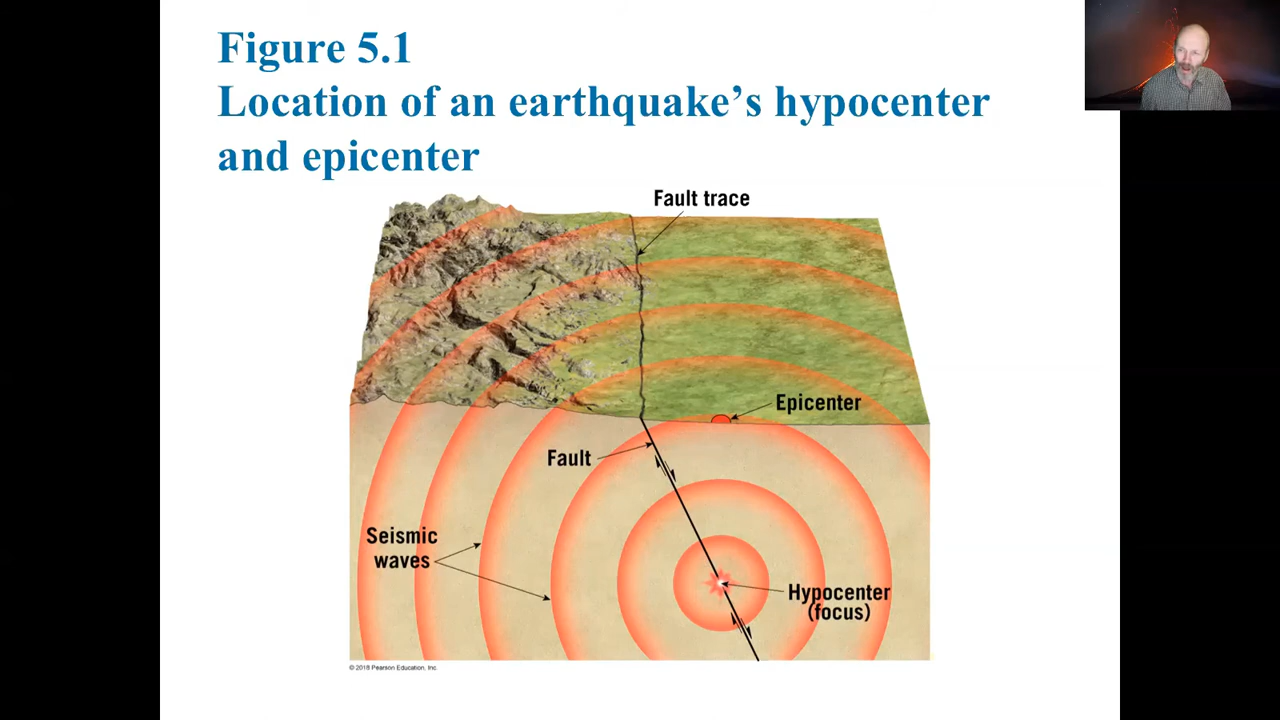 Figure 5.1
Location of an earthquake’s hypocenter
and epicenter
Fault trace
Epicenter
Fault
Seismic
waves
Hypocenter
(focus)
© 2018 Pearson Education, Inc.